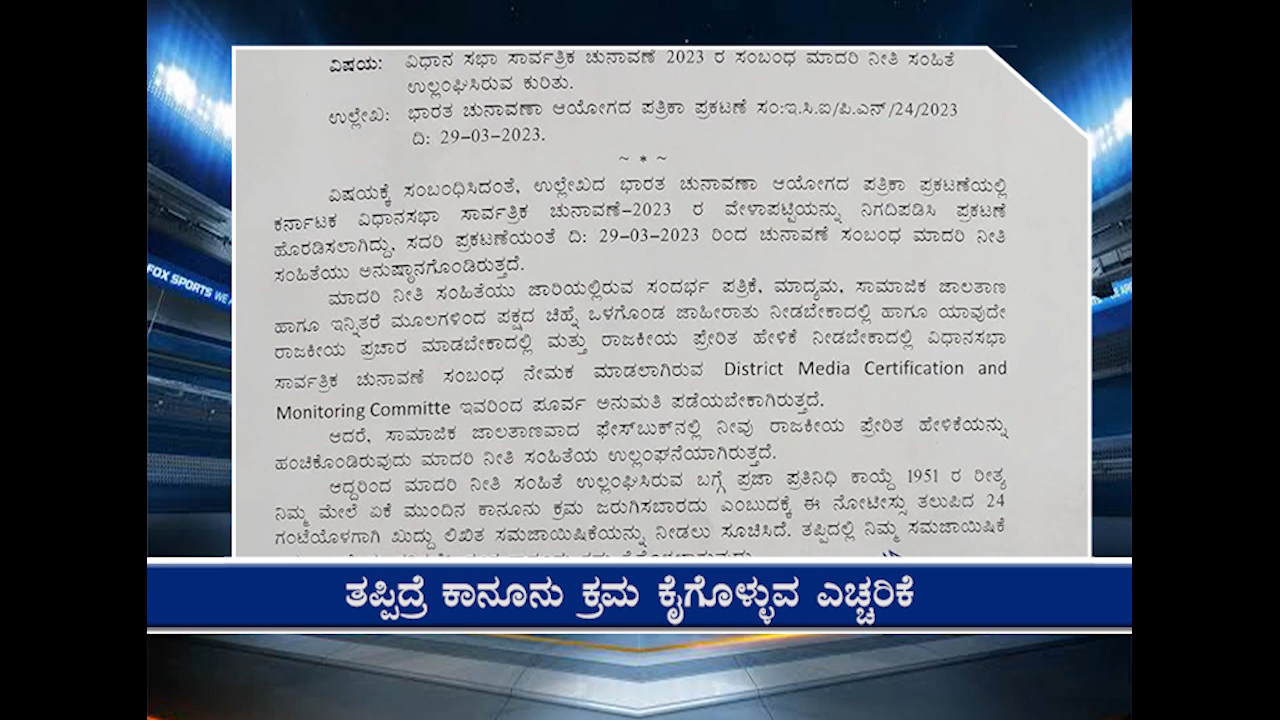 ವಿಷಯ: ವಿಧಾನ ಸಭಾ ಸಾರ್ವತ್ರಿಕ ಚುನಾವಣೆ 2023 ರ ಸಂಬಂಧ ಮಾದರಿ ನೀತಿ ಸಂಹಿತೆ
ಉಲ್ಲಂಘಿಸಿರುವ ಕುರಿತು.
ಉಲ್ಲೇಖ: ಭಾರತ ಚುನಾವಣಾ ಆಯೋಗದ ಪತ್ರಿಕಾ ಪ್ರಕಟಣೆ ಸಂ:ಇ.ಸಿ.ಐ/ಪಿ.ಎನ್/24/2023
ದಿ: 29-03-2023.
~ * ~
ವಿಷಯಕ್ಕೆ ಸಂಬಂಧಿಸಿದಂತೆ, ಉಲ್ಲೇಖದ ಭಾರತ ಚುನಾವಣಾ ಆಯೋಗದ ಪತ್ರಿಕಾ ಪ್ರಕಟಣೆಯಲ್ಲಿ
ಕರ್ನಾಟಕ ವಿಧಾನಸಭಾ ಸಾರ್ವತ್ರಿಕ ಚುನಾವಣೆ-2023 ರ ವೇಳಾಪಟ್ಟಿಯನ್ನು ನಿಗದಿಪಡಿಸಿ ಪ್ರಕಟಣೆ
ಹೊರಡಿಸಲಾಗಿದ್ದು, ಸದರಿ ಪ್ರಕಟಣೆಯಂತೆ ದಿ: 29-03-2023 ರಿಂದ ಚುನಾವಣೆ ಸಂಬಂಧ ಮಾದರಿ ನೀತಿ
ಸಂಹಿತೆಯು ಅನುಷ್ಠಾನಗೊಂಡಿರುತ್ತದೆ.
ಮಾದರಿ ನೀತಿ ಸಂಹಿತೆಯು ಜಾರಿಯಲ್ಲಿರುವ ಸಂದರ್ಭ ಪತ್ರಿಕೆ, ಮಾದ್ಯಮ, ಸಾಮಾಜಿಕ ಜಾಲತಾಣ
ಹಾಗೂ ಇನ್ನಿತರೆ ಮೂಲಗಳಿಂದ ಪಕ್ಷದ ಚಿಹ್ನೆ ಒಳಗೊಂಡ ಜಾಹೀರಾತು ನೀಡಬೇಕಾದಲ್ಲಿ ಹಾಗೂ ಯಾವುದೇ
ರಾಜಕೀಯ ಪ್ರಚಾರ ಮಾಡಬೇಕಾದಲ್ಲಿ ಮತ್ತು ರಾಜಕೀಯ ಪ್ರೇರಿತ ಹೇಳಿಕೆ ನೀಡಬೇಕಾದಲ್ಲಿ ವಿಧಾನಸಭಾ
ಸಾರ್ವತ್ರಿಕ ಚುನಾವಣೆ ಸಂಬಂಧ ನೇಮಕ ಮಾಡಲಾಗಿರುವ District Media Certification and
Monitoring Committe ಇವರಿಂದ ಪೂರ್ವ ಅನುಮತಿ ಪಡೆಯಬೇಕಾಗಿರುತ್ತದೆ.
ಆದರೆ, ಸಾಮಾಜಿಕ ಜಾಲತಾಣವಾದ ಫೇಸ್‌ಬುಕ್‌ನಲ್ಲಿ ನೀವು ರಾಜಕೀಯ ಪ್ರೇರಿತ ಹೇಳಿಕೆಯನ್ನು
ಹಂಚಿಕೊಂಡಿರುವುದು ಮಾದರಿ ನೀತಿ ಸಂಹಿತೆಯ ಉಲ್ಲಂಘನೆಯಾಗಿರುತ್ತದೆ.
ಆದ್ದರಿಂದ ಮಾದರಿ ನೀತಿ ಸಂಹಿತೆ ಉಲ್ಲಂಘಿಸಿರುವ ಬಗ್ಗೆ ಪ್ರಜಾ ಪ್ರತಿನಿಧಿ ಕಾಯ್ದೆ 1951 ರ ರೀತ್ಯ
ನಿಮ್ಮ ಮೇಲೆ ಏಕೆ ಮುಂದಿನ ಕಾನೂನು ಕ್ರಮ ಜರುಗಿಸಬಾರದು ಎಂಬುದಕ್ಕೆ ಈ ನೋಟೀಸ್ಸು ತಲುಪಿದ 24
ಗಂಟೆಯೊಳಗಾಗಿ ಖುದ್ದು ಲಿಖಿತ ಸಮಜಾಯಿಷಿಕೆಯನ್ನು ನೀಡಲು ಸೂಚಿಸಿದೆ. ತಪ್ಪಿದಲ್ಲಿ ನಿಮ್ಮ ಸಮಜಾಯಿಷಿಕೆ
FOX SPORTS
ತಪ್ಪಿದ್ರೆ ಕಾನೂನು ಕ್ರಮ ಕೈಗೊಳ್ಳುವ ಎಚ್ಚರಿಕೆ